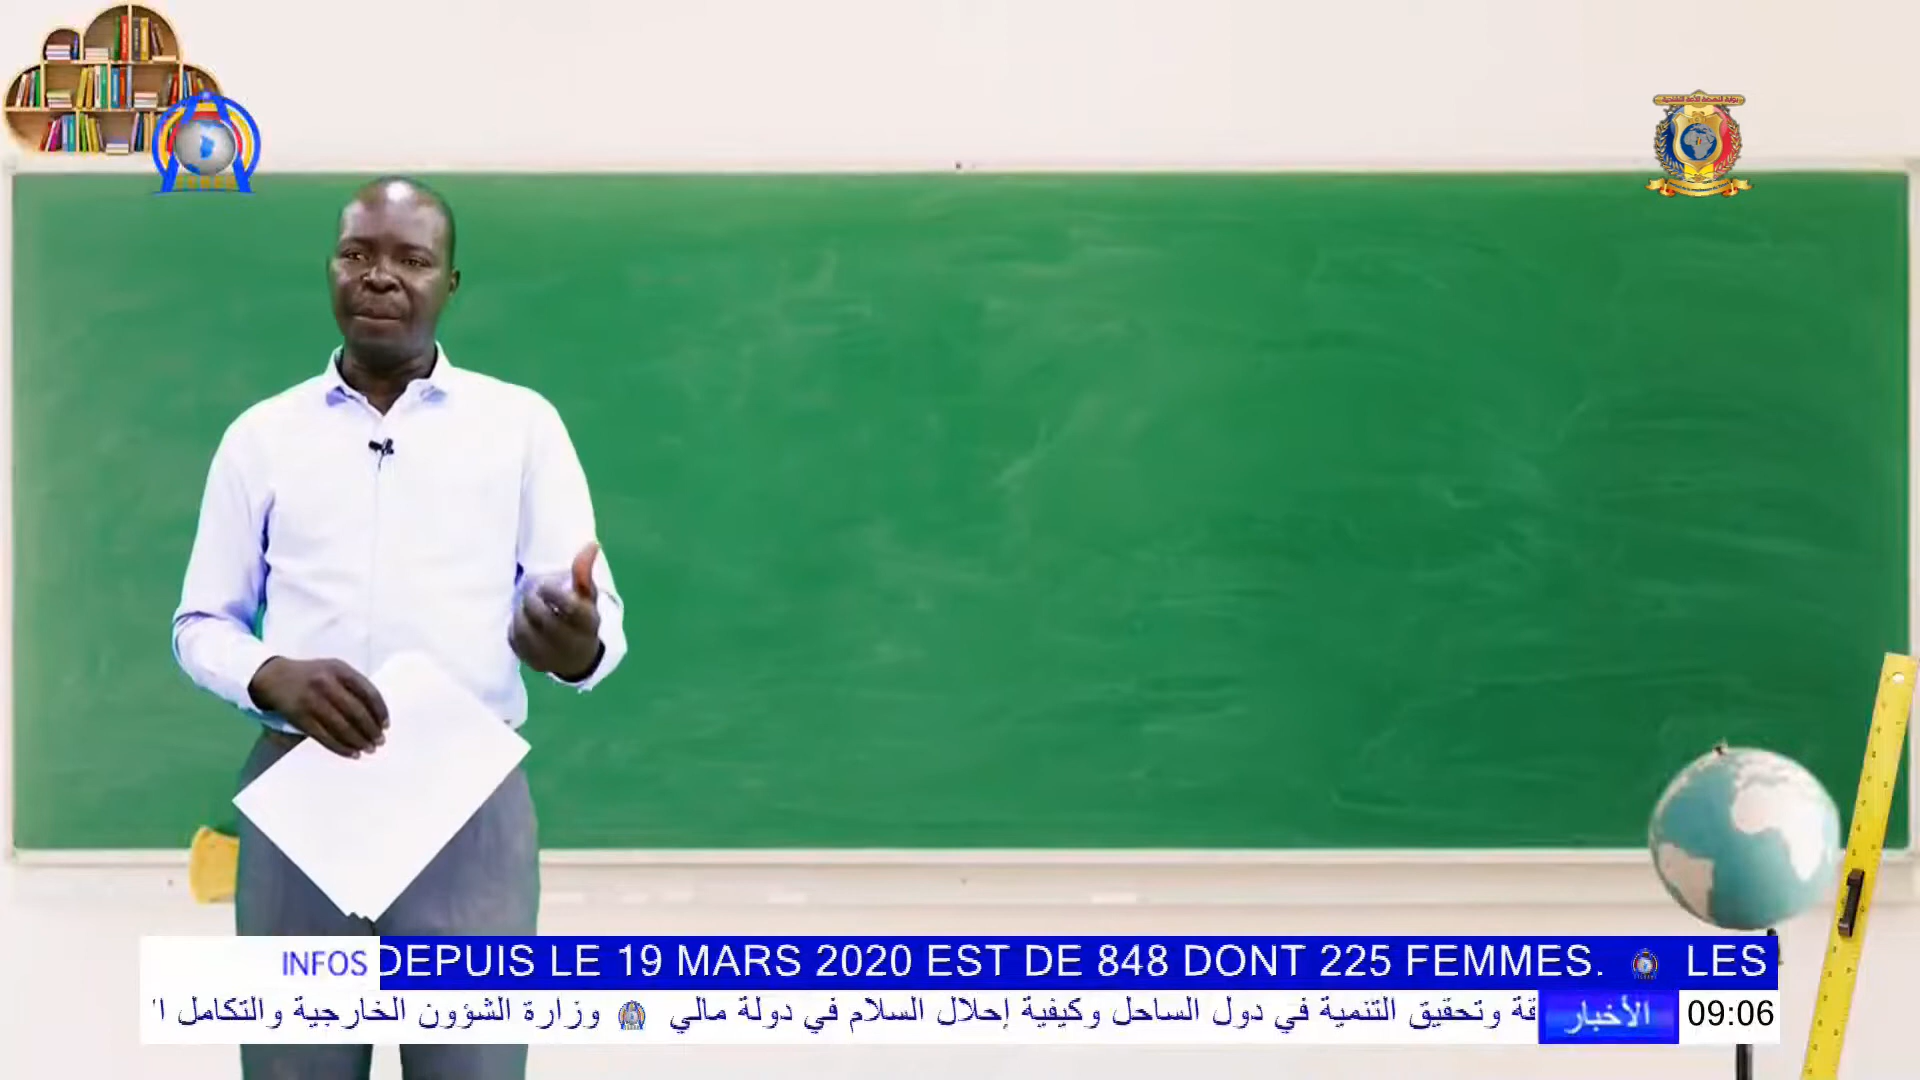 INFOS DEPUIS LE 19 MARS 2020 EST DE 848 DONT 225 FEMMES. LES
الأخبار قة وتحقيق التنمية في دول الساحل وكيفية إحلال السلام في دولة مالي وزارة الشؤون الخارجية والتكامل ا
09:06